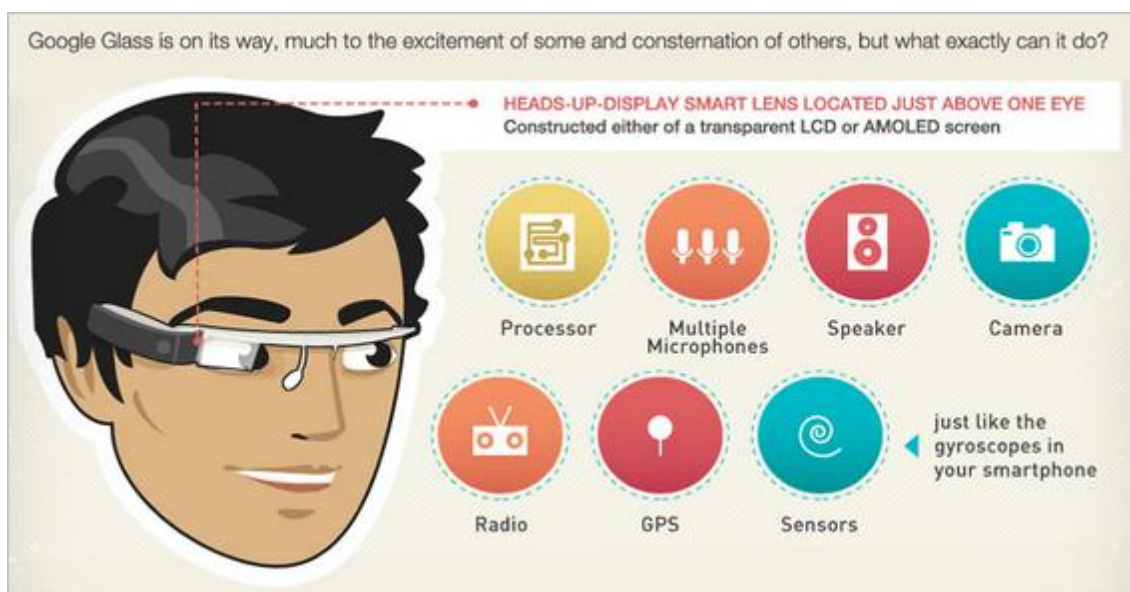 Google Glass is on its way, much to the excitement of some and consternation of others, but what exactly can it do?
HEADS-UP-DISPLAY SMART LENS LOCATED JUST ABOVE ONE EYE
Constructed either of a transparent LCD or AMOLED screen
Processor
Multiple
Microphones
Speaker
Camera
Radio
GPS
Sensors
just like the
gyroscopes in
your smartphone